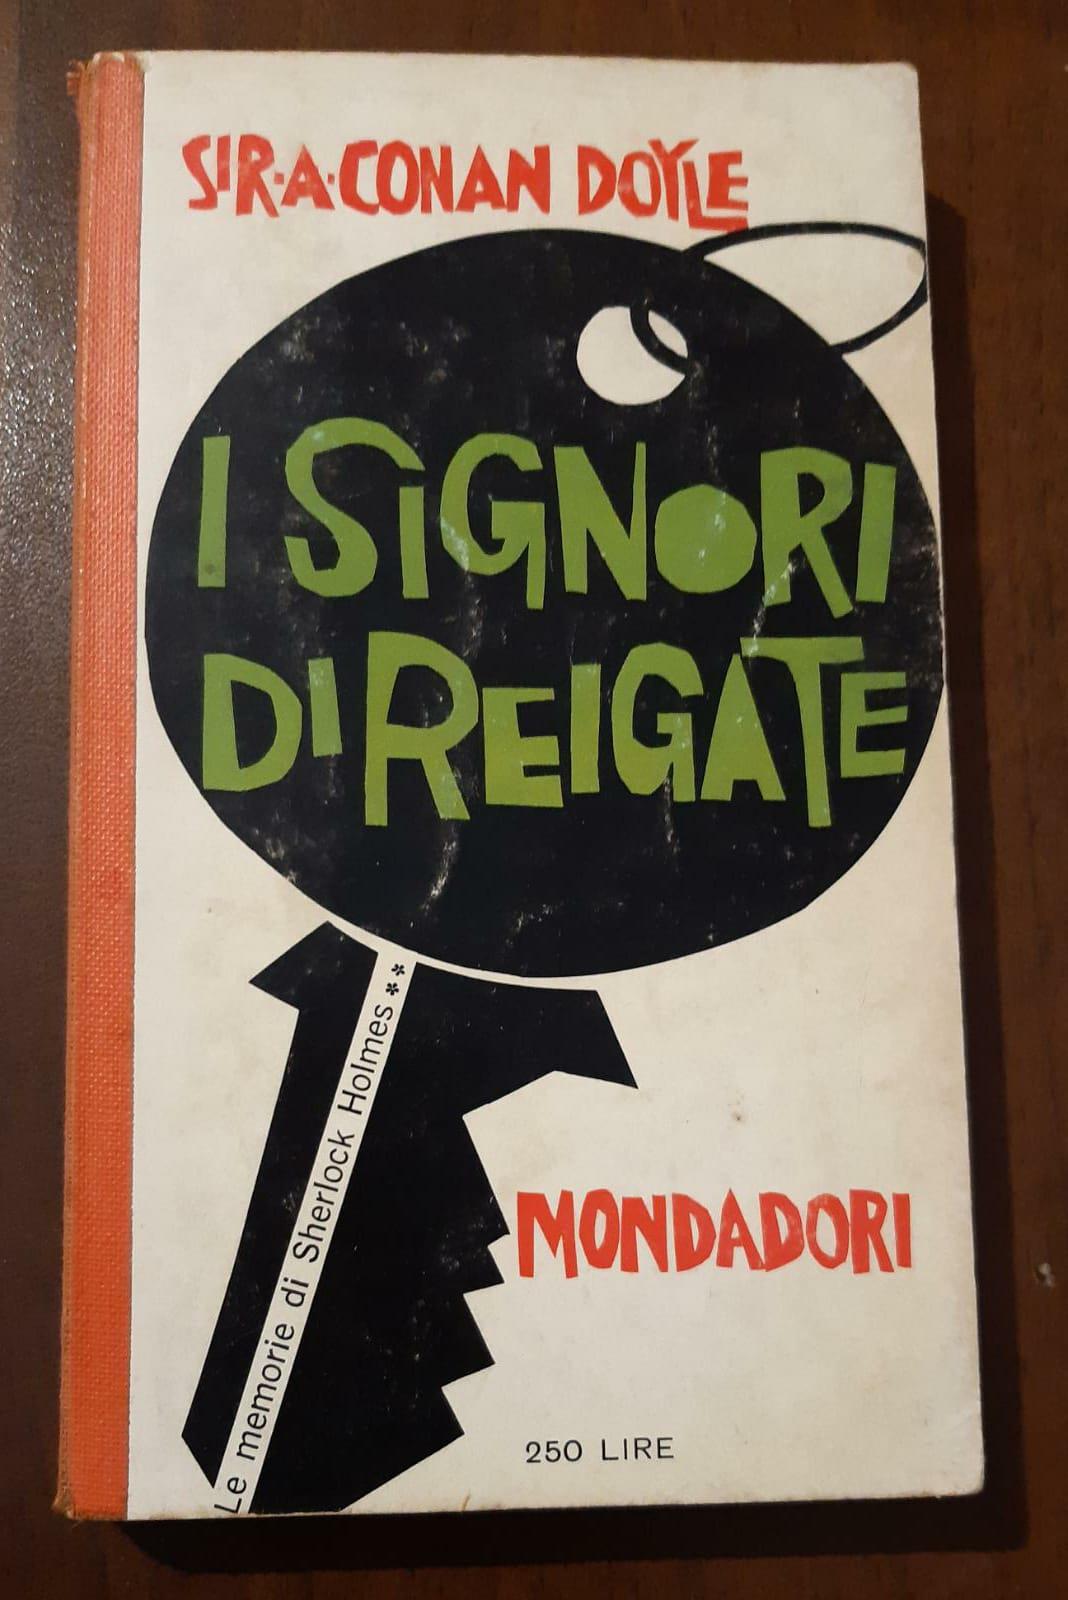 SIR·A·CONAN DOYLE
I SiGNORI
Di REIGATE
Le memorie di Sherlock Holmes **
MONDADORI
250 LIRE